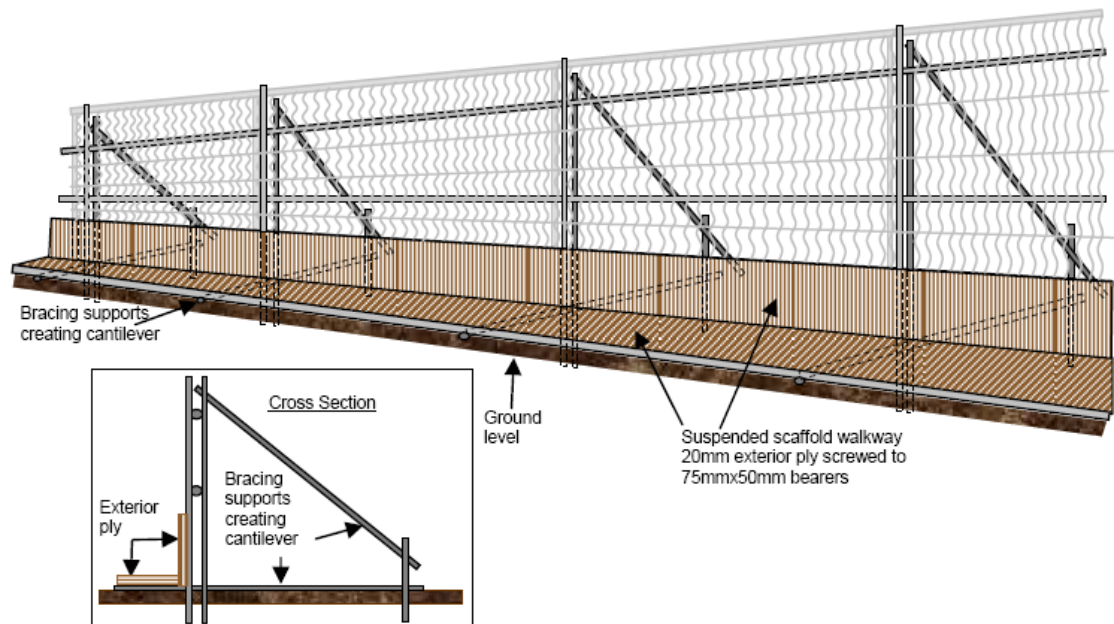 Bracing supports
creating cantilever
Ground
level
Suspended scaffold walkway
20mm exterior ply screwed to
75mmx50mm bearers
Cross Section
Bracing
supports
creating
cantilever
Exterior
ply